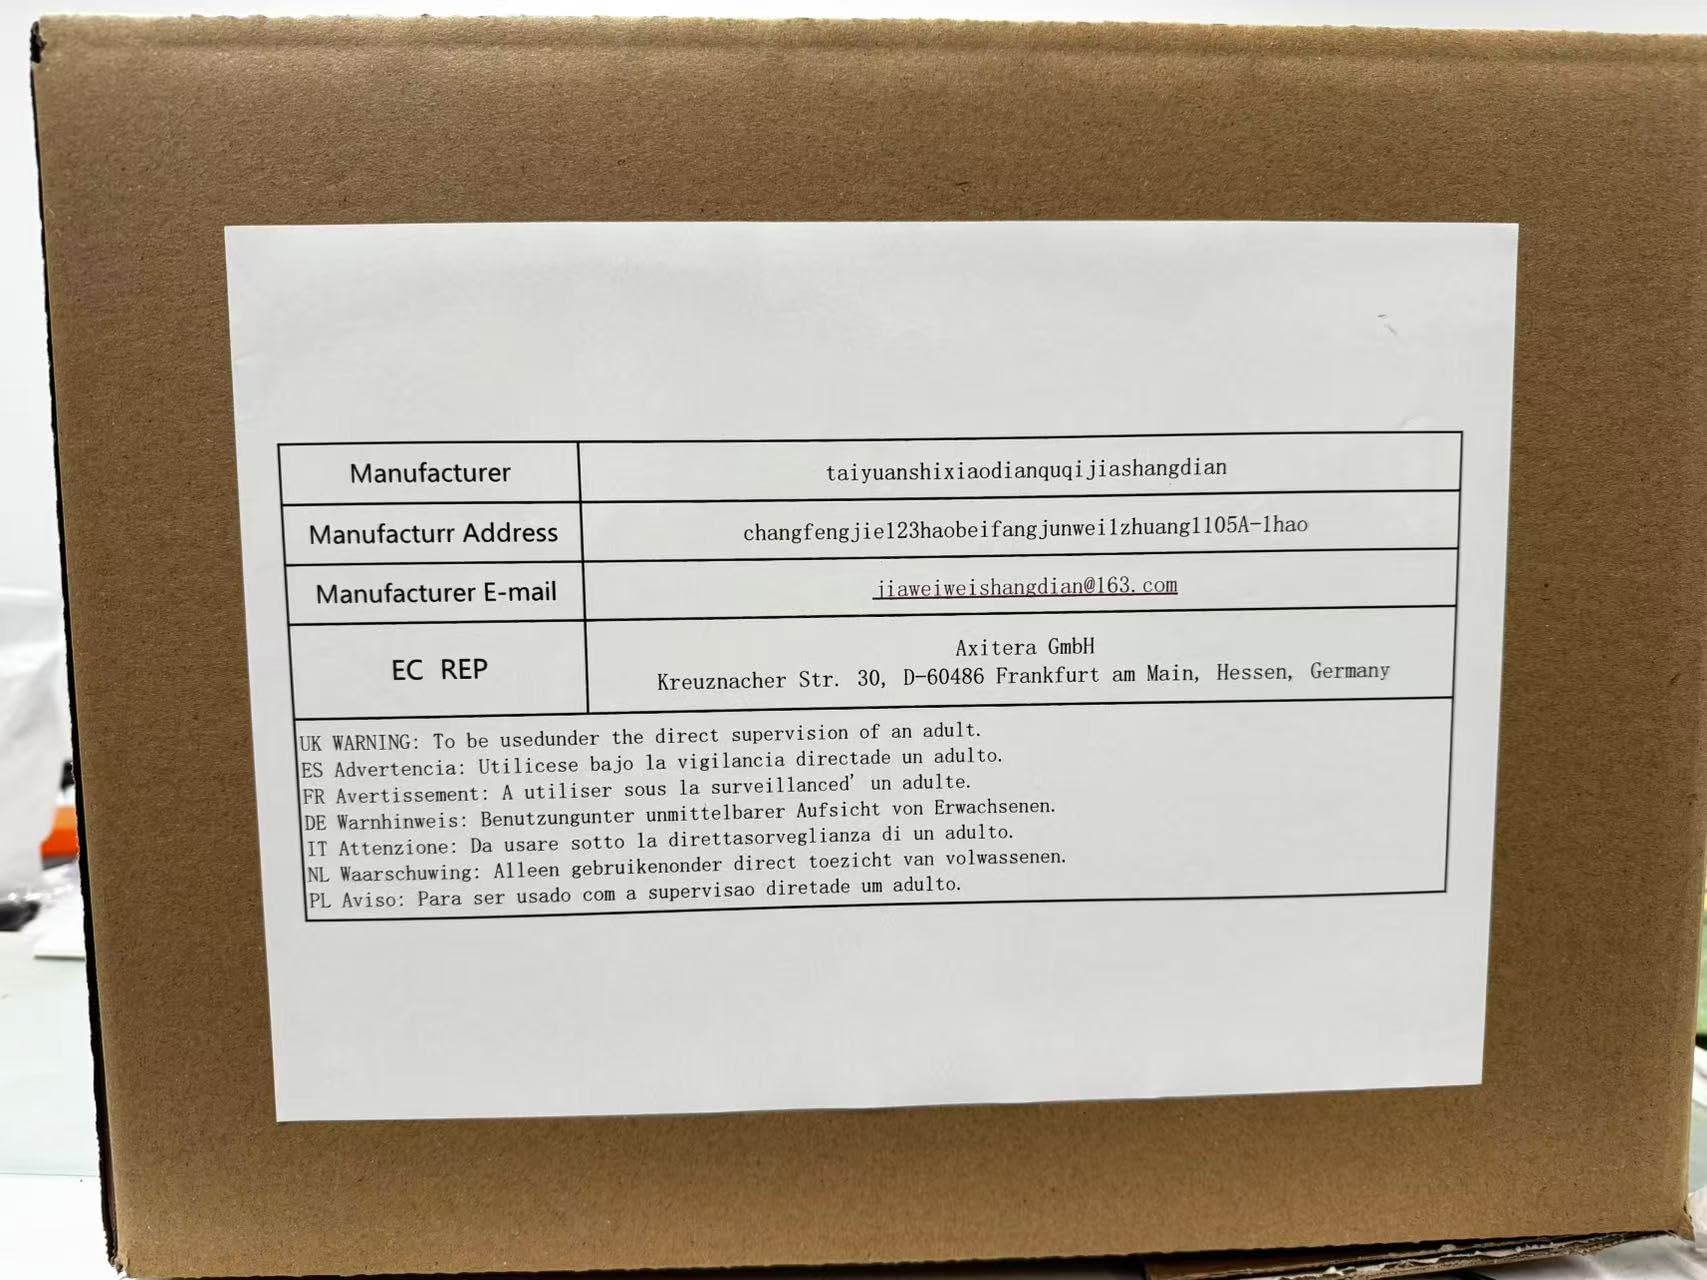 Manufacturer taiyuanshixiaodianquqijiashangdian
Manufacturr Address changfengjie123haobeifangjunwei1zhuang1105A-1hao
Manufacturer E-mail jiaweiweishangdian@163.com
EC REP Axitera GmbH
Kreuznacher Str. 30, D-60486 Frankfurt am Main, Hessen, Germany
UK WARNING: To be usedunder the direct supervision of an adult.
ES Advertencia: Utilicese bajo la vigilancia directade un adulto.
FR Avertissement: A utiliser sous la surveillanced' un adulte.
DE Warnhinweis: Benutzungunter unmittelbarer Aufsicht von Erwachsenen.
IT Attenzione: Da usare sotto la direttasorveglianza di un adulto.
NL Waarschuwing: Alleen gebruikenonder direct toezicht van volwassenen.
PL Aviso: Para ser usado com a supervisao diretade um adulto.